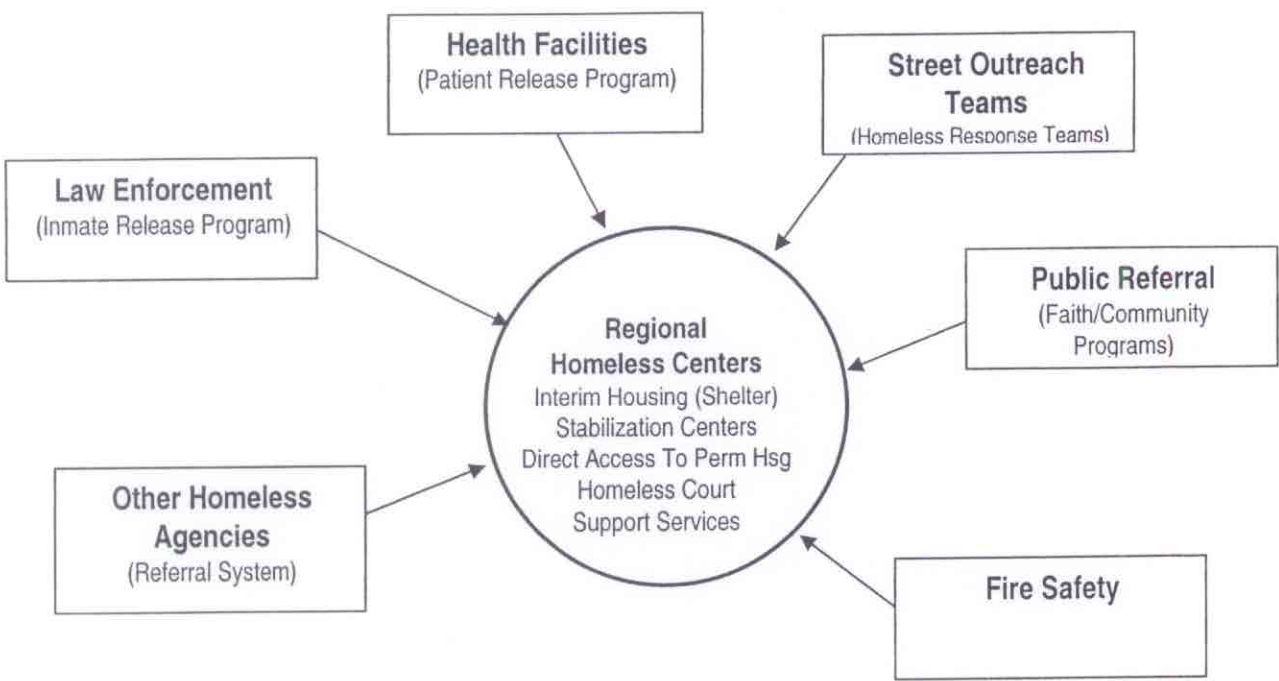 Health Facilities
(Patient Release Program)
Street Outreach
Teams
(Homeless Response Teams)
Law Enforcement
(Inmate Release Program)
Public Referral
(Faith/Community
Programs)
Regional
Homeless Centers
Interim Housing (Shelter)
Stabilization Centers
Direct Access To Perm Hsg
Homeless Court
Support Services
Other Homeless
Agencies
(Referral System)
Fire Safety